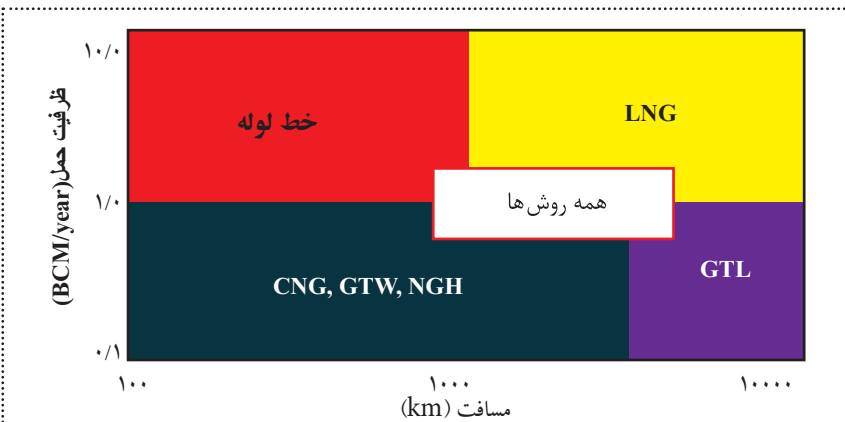 ۱۰/۰
ظرفیت حمل(BCM/year)
خط لوله
LNG
۱/۰
همه روش‌ها
CNG, GTW, NGH
GTL
۰/۱
۱۰۰
۱۰۰۰
۱۰۰۰۰
مسافت (km)